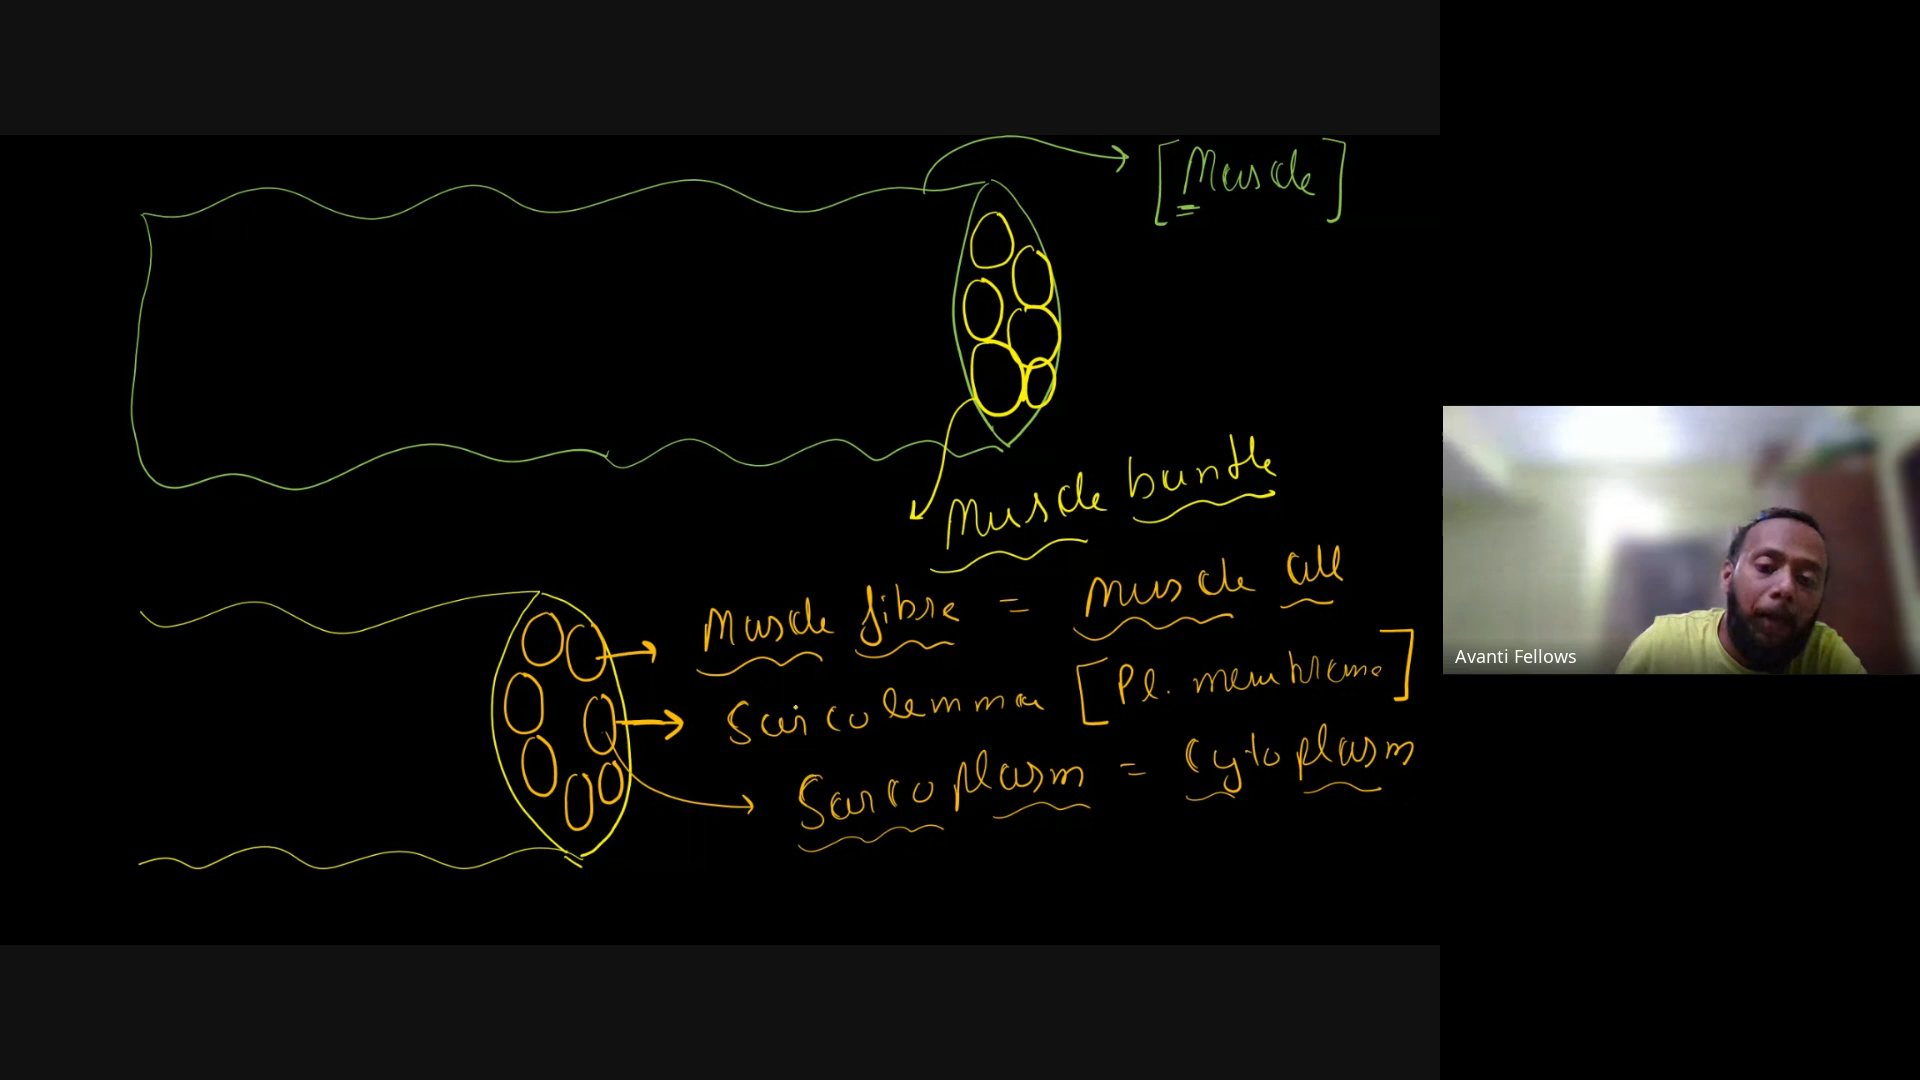 [Muscle]
Muscle bundle
Muscle fibre = Muscle cell
Sarcolemma [Pl. membrane]
Sarcoplasm = Cytoplasm
Avanti Fellows